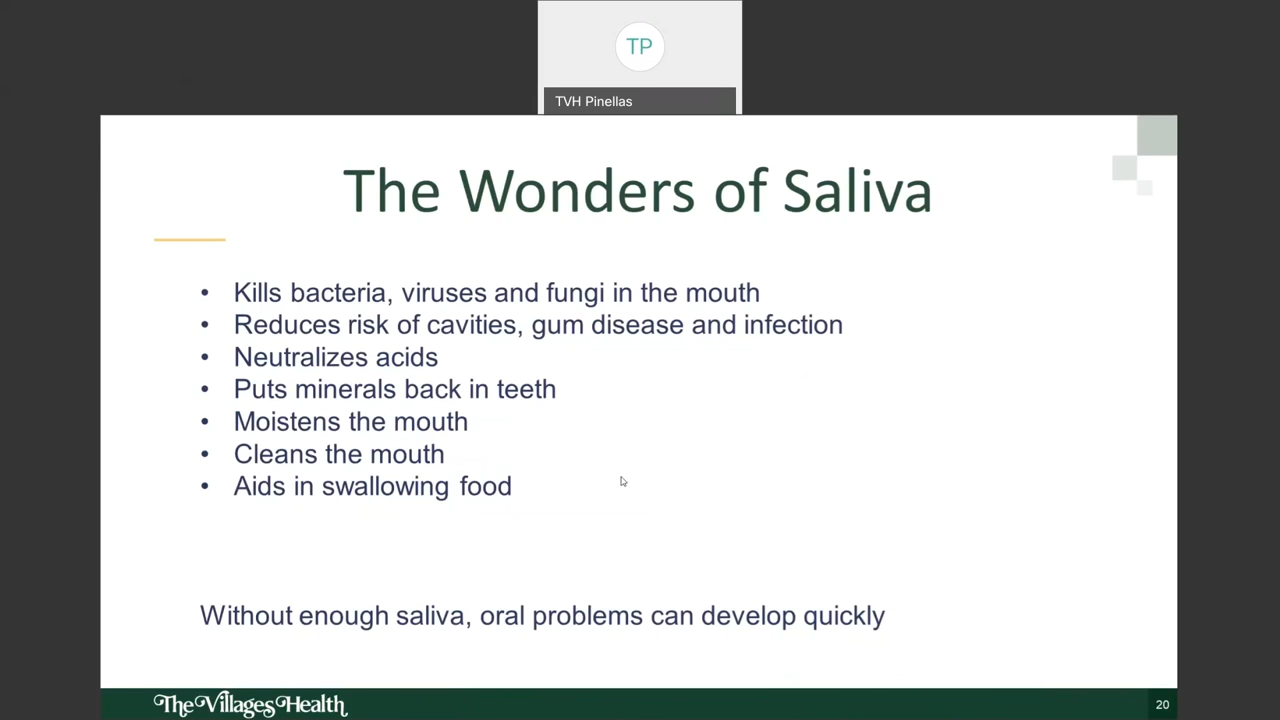 TP
TVH Pinellas
The Wonders of Saliva
• Kills bacteria, viruses and fungi in the mouth
• Reduces risk of cavities, gum disease and infection
• Neutralizes acids
• Puts minerals back in teeth
• Moistens the mouth
• Cleans the mouth
• Aids in swallowing food
Without enough saliva, oral problems can develop quickly
The Villages Health
20